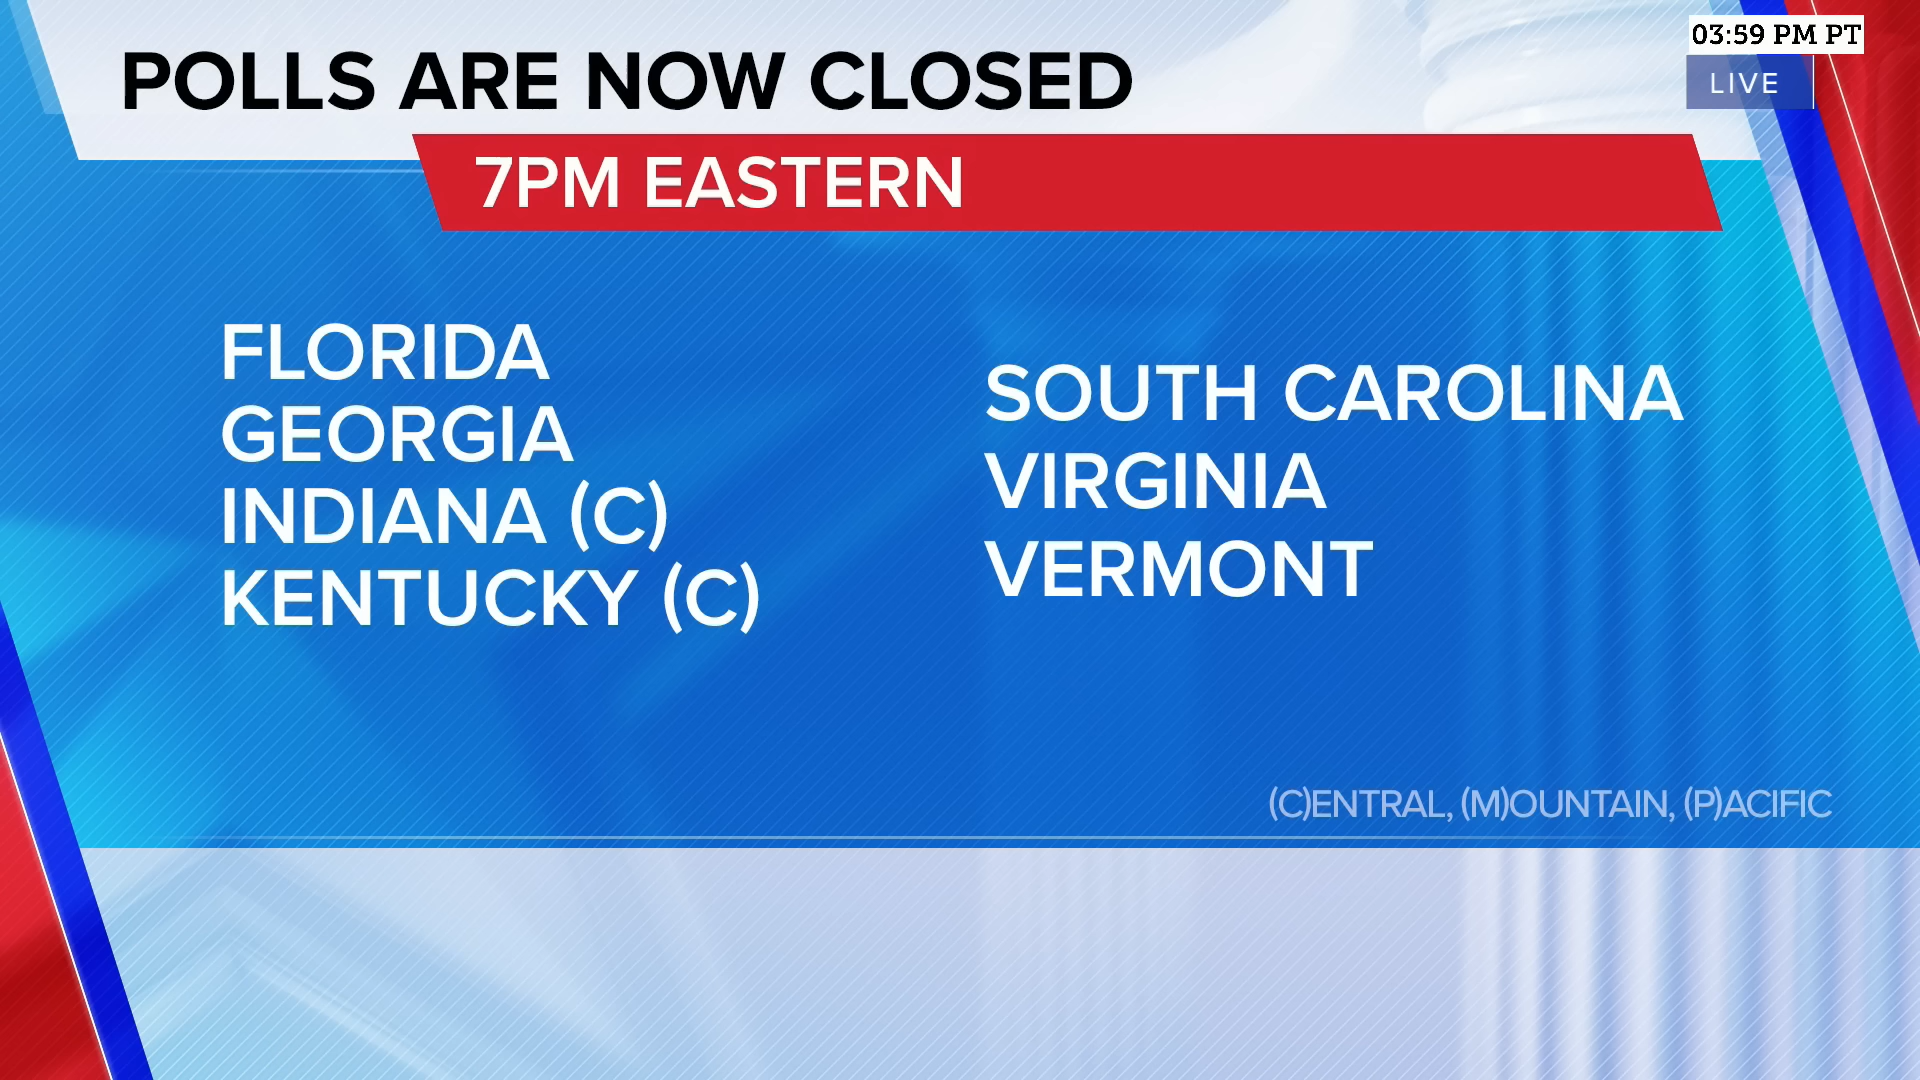 POLLS ARE NOW CLOSED
03:59 PM PT
LIVE
7PM EASTERN
FLORIDA
GEORGIA
INDIANA (C)
KENTUCKY (C)
SOUTH CAROLINA
VIRGINIA
VERMONT
(C)ENTRAL, (M)OUNTAIN, (P)ACIFIC